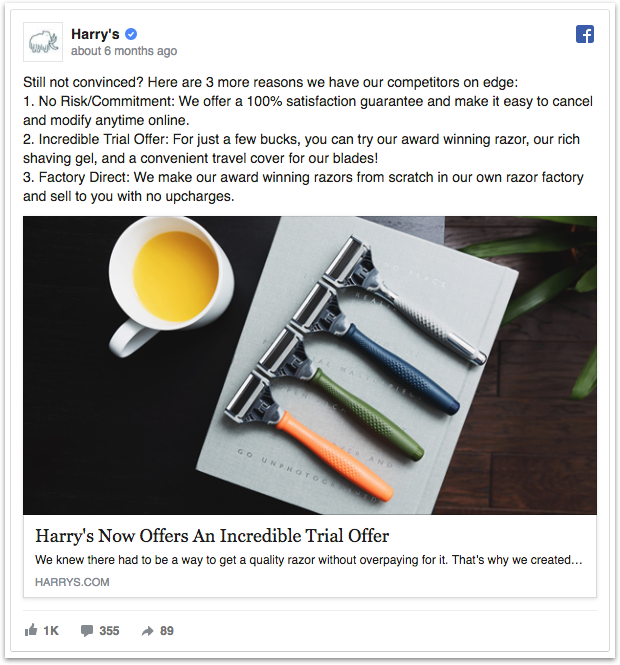 Harry's
about 6 months ago
Still not convinced? Here are 3 more reasons we have our competitors on edge:
1. No Risk/Commitment: We offer a 100% satisfaction guarantee and make it easy to cancel
and modify anytime online.
2. Incredible Trial Offer: For just a few bucks, you can try our award winning razor, our rich
shaving gel, and a convenient travel cover for our blades!
3. Factory Direct: We make our award winning razors from scratch in our own razor factory
and sell to you with no upcharges.
GO UNPHOTOGRAPHED
Harry's Now Offers An Incredible Trial Offer
We knew there had to be a way to get a quality razor without overpaying for it. That's why we created…
HARRYS.COM
1K 355 89